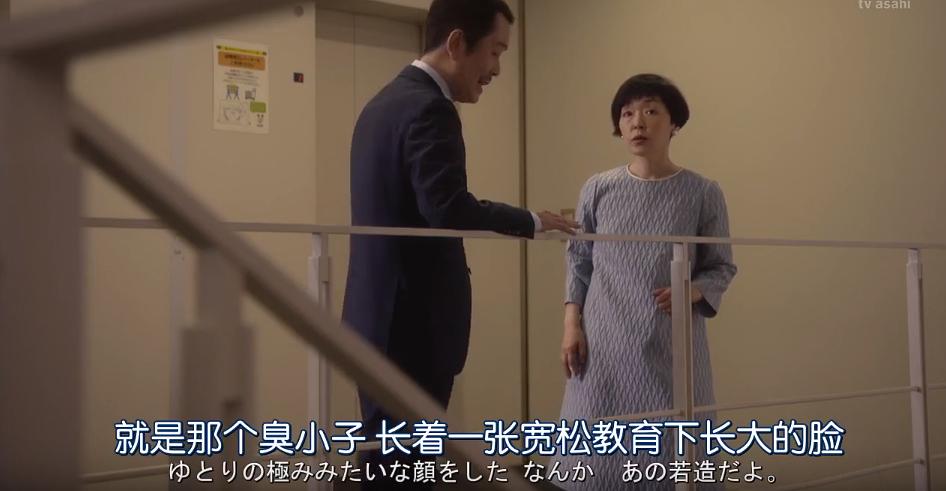 tv asahi
就是那个臭小子 长着一张宽松教育下长大的脸
ゆとりの極みみたいな顔をした なんか　あの若造だよ。